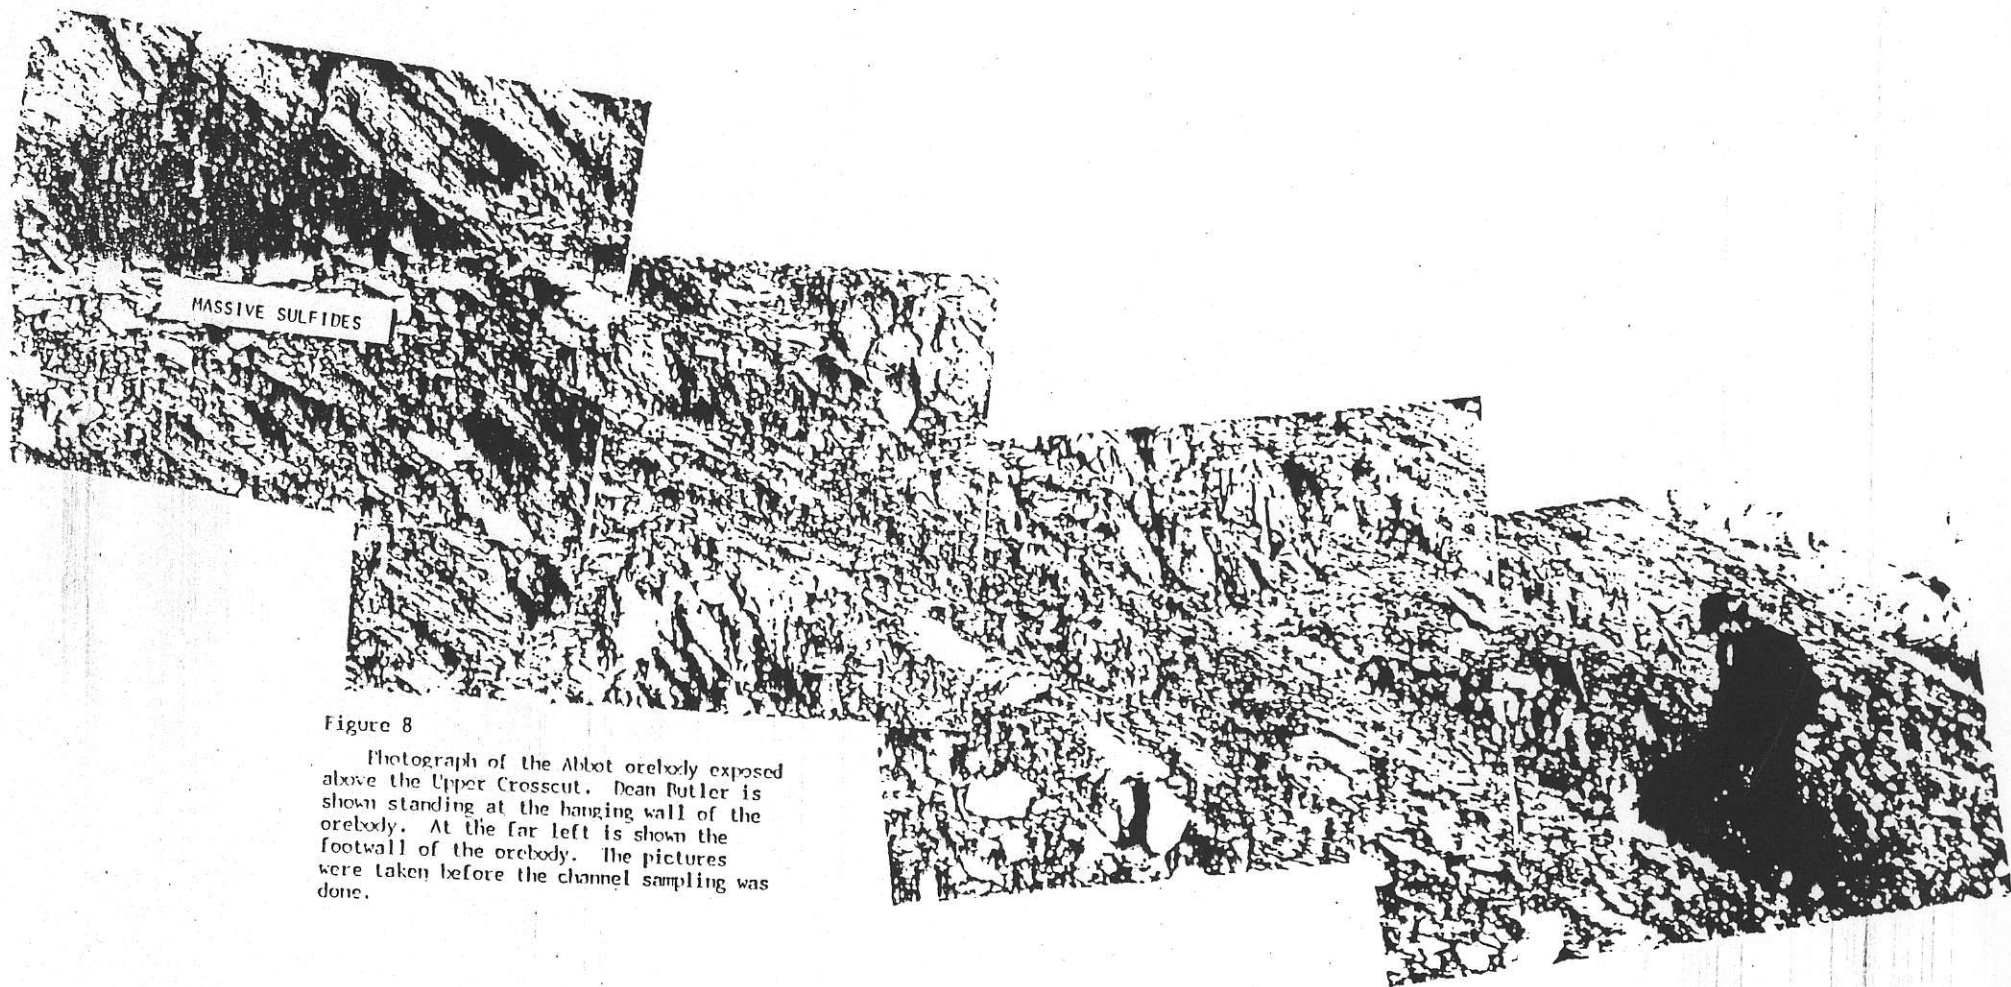 MASSIVE SULFIDES
Figure 8
Photograph of the Abbot orebody exposed
above the Upper Crosscut. Dean Butler is
shown standing at the hanging wall of the
orebody. At the far left is shown the
footwall of the orebody. The pictures
were taken before the channel sampling was
done.